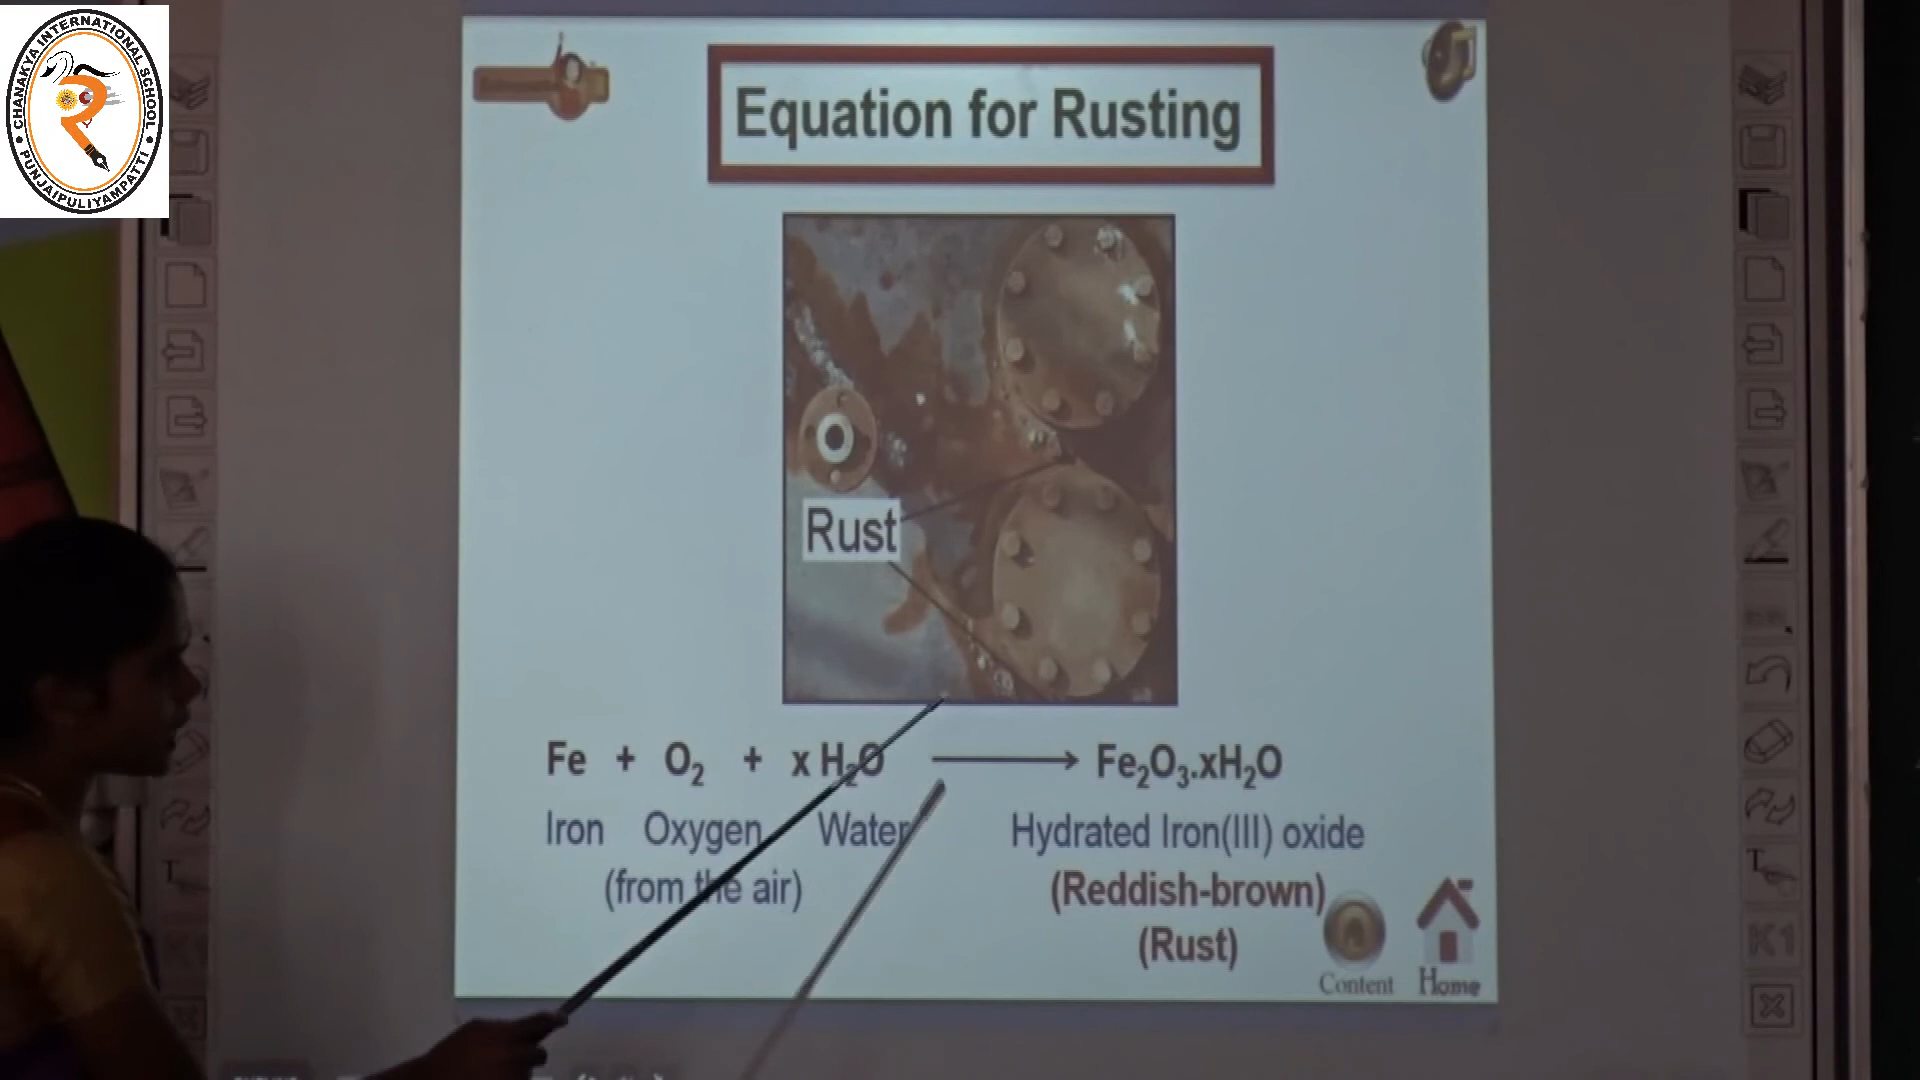 CHANAKYA INTERNATIONAL SCHOOL
PUNJAIPULIYAMPATTI
Equation for Rusting
Rust
Fe + O₂ + x H₂O ⟶ Fe₂O₃.xH₂O
Iron Oxygen Water Hydrated Iron(III) oxide
(from the air) (Reddish-brown)
(Rust)
Content Home
T T
K1 K1